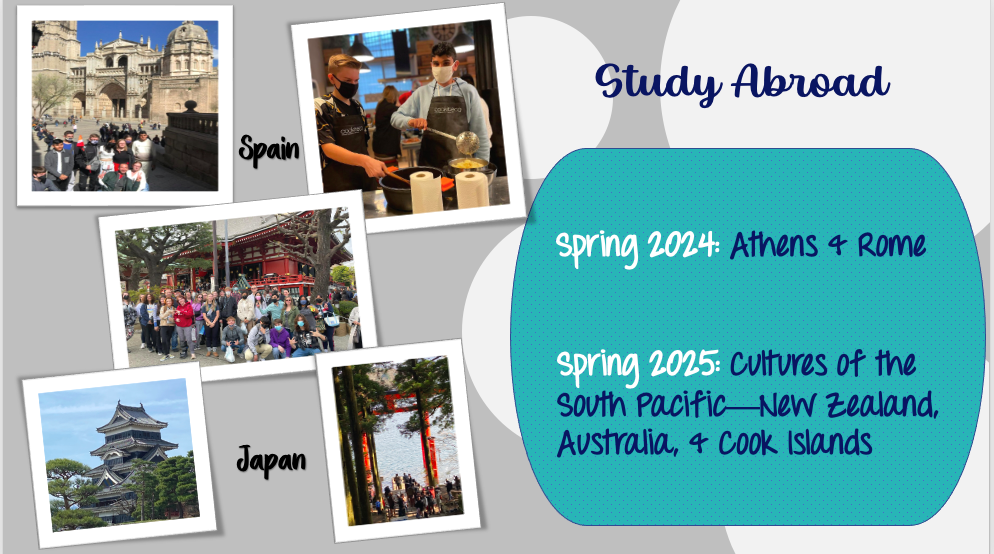 Study Abroad
Spain
Spring 2024: Athens & Rome
Spring 2025: Cultures of the
South Pacific—New Zealand,
Australia, & Cook Islands
Japan